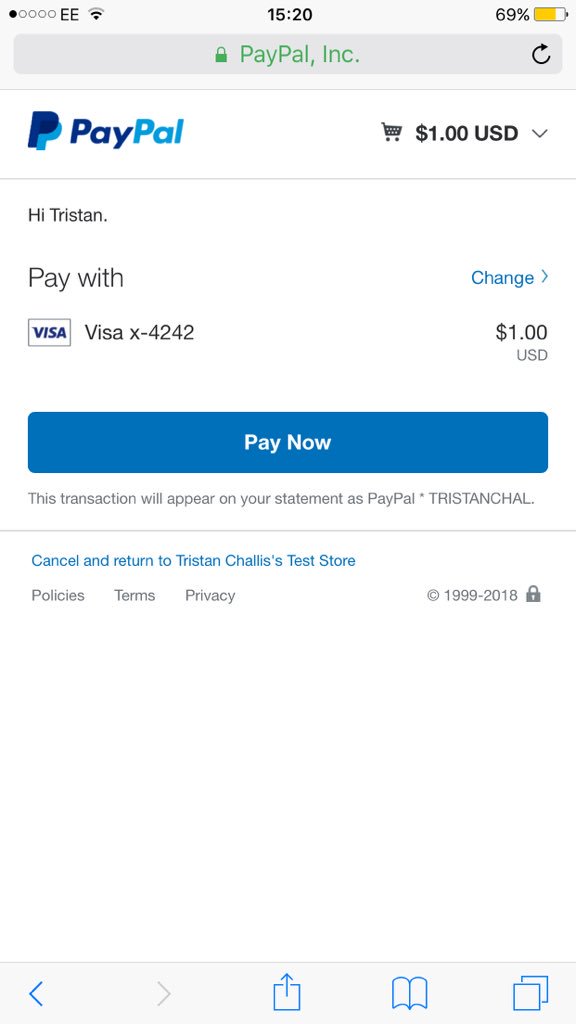 EE 15:20 69%
PayPal, Inc.
PayPal $1.00 USD
Hi Tristan.
Pay with Change
VISA Visa x-4242 $1.00
USD
Pay Now
This transaction will appear on your statement as PayPal * TRISTANCHAL.
Cancel and return to Tristan Challis's Test Store
Policies Terms Privacy © 1999-2018